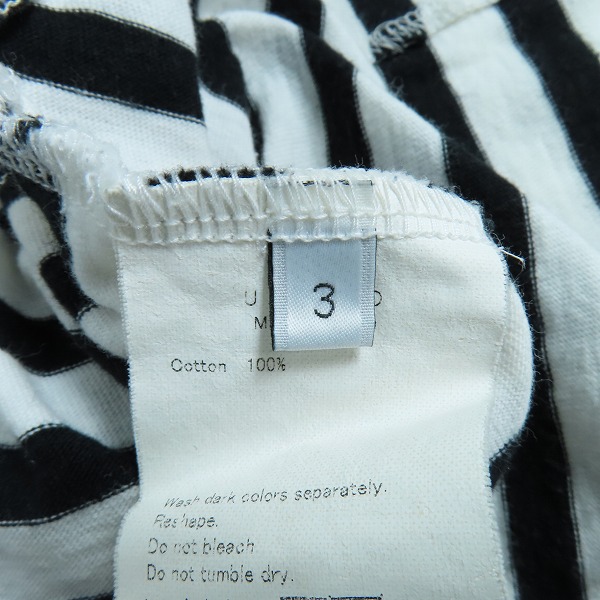 3
Cotton 100%
Wash dark colors separately.
Reshape.
Do not bleach
Do not tumble dry.